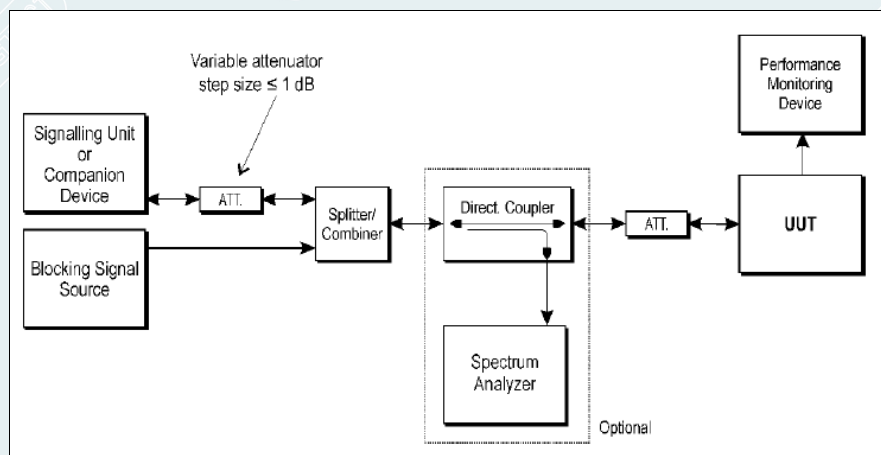 Variable attenuator
step size ≤ 1 dB
Performance
Monitoring
Device
Signalling Unit
or
Companion
Device
ATT.
Splitter/
Combiner
Direct. Coupler
ATT.
UUT
Blocking Signal
Source
Spectrum
Analyzer
Optional